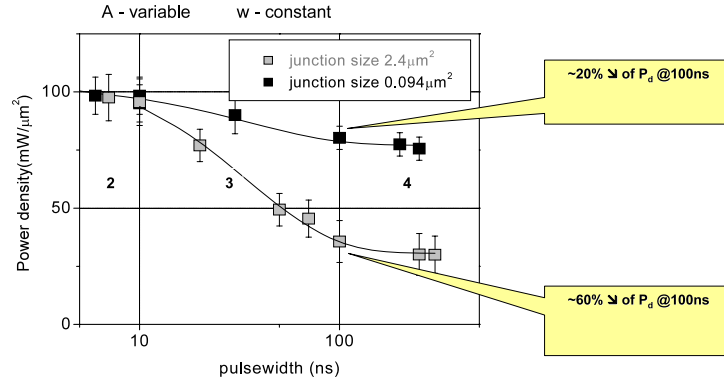 A - variable w - constant
junction size 2.4μm²
junction size 0.094μm²
~20% ↘ of Pd @100ns
100
50
0
Power density(mW/μm²)
2
3
4
~60% ↘ of Pd @100ns
10
100
pulsewidth (ns)